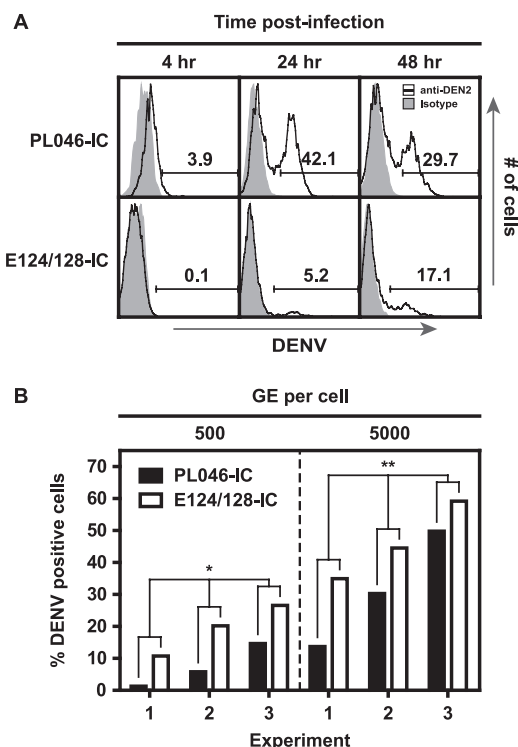 A
Time post-infection
4 hr 24 hr 48 hr
anti-DEN2
Isotype
PL046-IC
3.9 42.1 29.7
# of cells
E124/128-IC
0.1 5.2 17.1
DENV
B
GE per cell
500 5000
% DENV positive cells
70
60
50
40
30
20
10
0
PL046-IC
E124/128-IC
*
**
1 2 3 1 2 3
Experiment